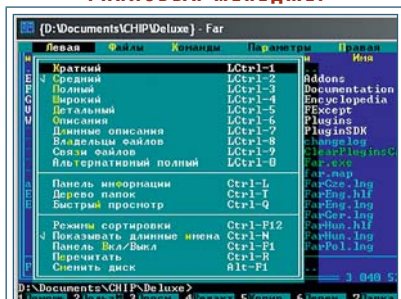 {D:\Documents\CHIP\Deluxe} - Far
Левая Файлы Команды Параметры Правая
Имя
Краткий LCtrl-1
Средний LCtrl-2
Полный LCtrl-3
Широкий LCtrl-4
Детальный LCtrl-5
Описания LCtrl-6
Длинные описания LCtrl-7
Владельцы файлов LCtrl-8
Связи файлов LCtrl-9
Альтернативный полный LCtrl-0
Панель информации Ctrl-L
Дерево папок Ctrl-T
Быстрый просмотр Ctrl-Q
Режимы сортировки Ctrl-F12
Показывать длинные имена Ctrl-N
Панель Вкл/Выкл Ctrl-F1
Перечитать Ctrl-R
Сменить диск Alt-F1
Addons
Documentation
Encyclopedia
FExcept
Plugins
PluginSDK
changelog
Far.exe
Far.map
FarCze.lng
FarEng.hlf
FarEng.lng
FarGer.lng
FarHun.hlf
FarHun.lng
FarPol.lng
3 040
D:\Documents\CHIP\Deluxe>